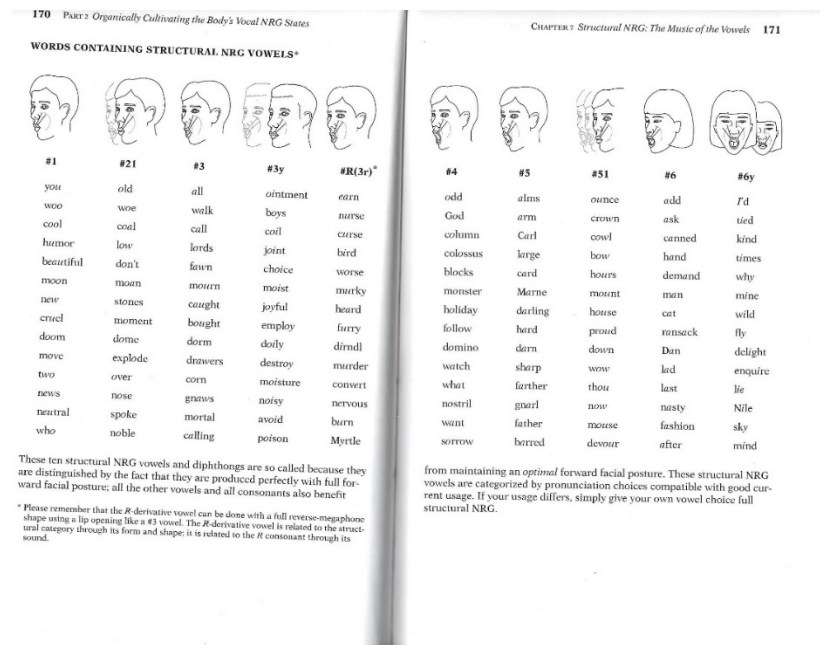 170 PART 2 Organically Cultivating the Body's Vocal NRG States
WORDS CONTAINING STRUCTURAL NRG VOWELS*
#1 #21 #3 #3y #R(3r)*
you old all ointment earn
woo woe walk boys nurse
cool coal call coil curse
humor low lords joint bird
beautiful don't fawn choice worse
moon moan mourn moist murky
new stones caught joyful heard
cruel moment bought employ furry
doom dome dorm doily dirndl
move explode drawers destroy murder
two over corn moisture convert
news nose gnaws noisy nervous
neutral spoke mortal avoid burn
who noble calling poison Myrtle
These ten structural NRG vowels and diphthongs are so called because they
are distinguished by the fact that they are produced perfectly with full for-
ward facial posture; all the other vowels and all consonants also benefit
* Please remember that the R-derivative vowel can be done with a full reverse-megaphone
shape using a lip opening like a #3 vowel. The R-derivative vowel is related to the struct-
ural category through its form and shape; it is related to the R consonant through its
sound.
CHAPTER 7 Structural NRG: The Music of the Vowels 171
#4 #5 #51 #6 #6y
odd alms ounce add I'd
God arm crown ask tied
column Carl cowl canned kind
colossus large bow hand times
blocks card hours demand why
monster Marne mount man mine
holiday darling house cat wild
follow hard proud ransack fly
domino darn down Dan delight
watch sharp wow lad enquire
what farther thou last lie
nostril gnarl now nasty Nile
want father mouse fashion sky
sorrow barred devour after mind
from maintaining an optimal forward facial posture. These structural NRG
vowels are categorized by pronunciation choices compatible with good cur-
rent usage. If your usage differs, simply give your own vowel choice full
structural NRG.